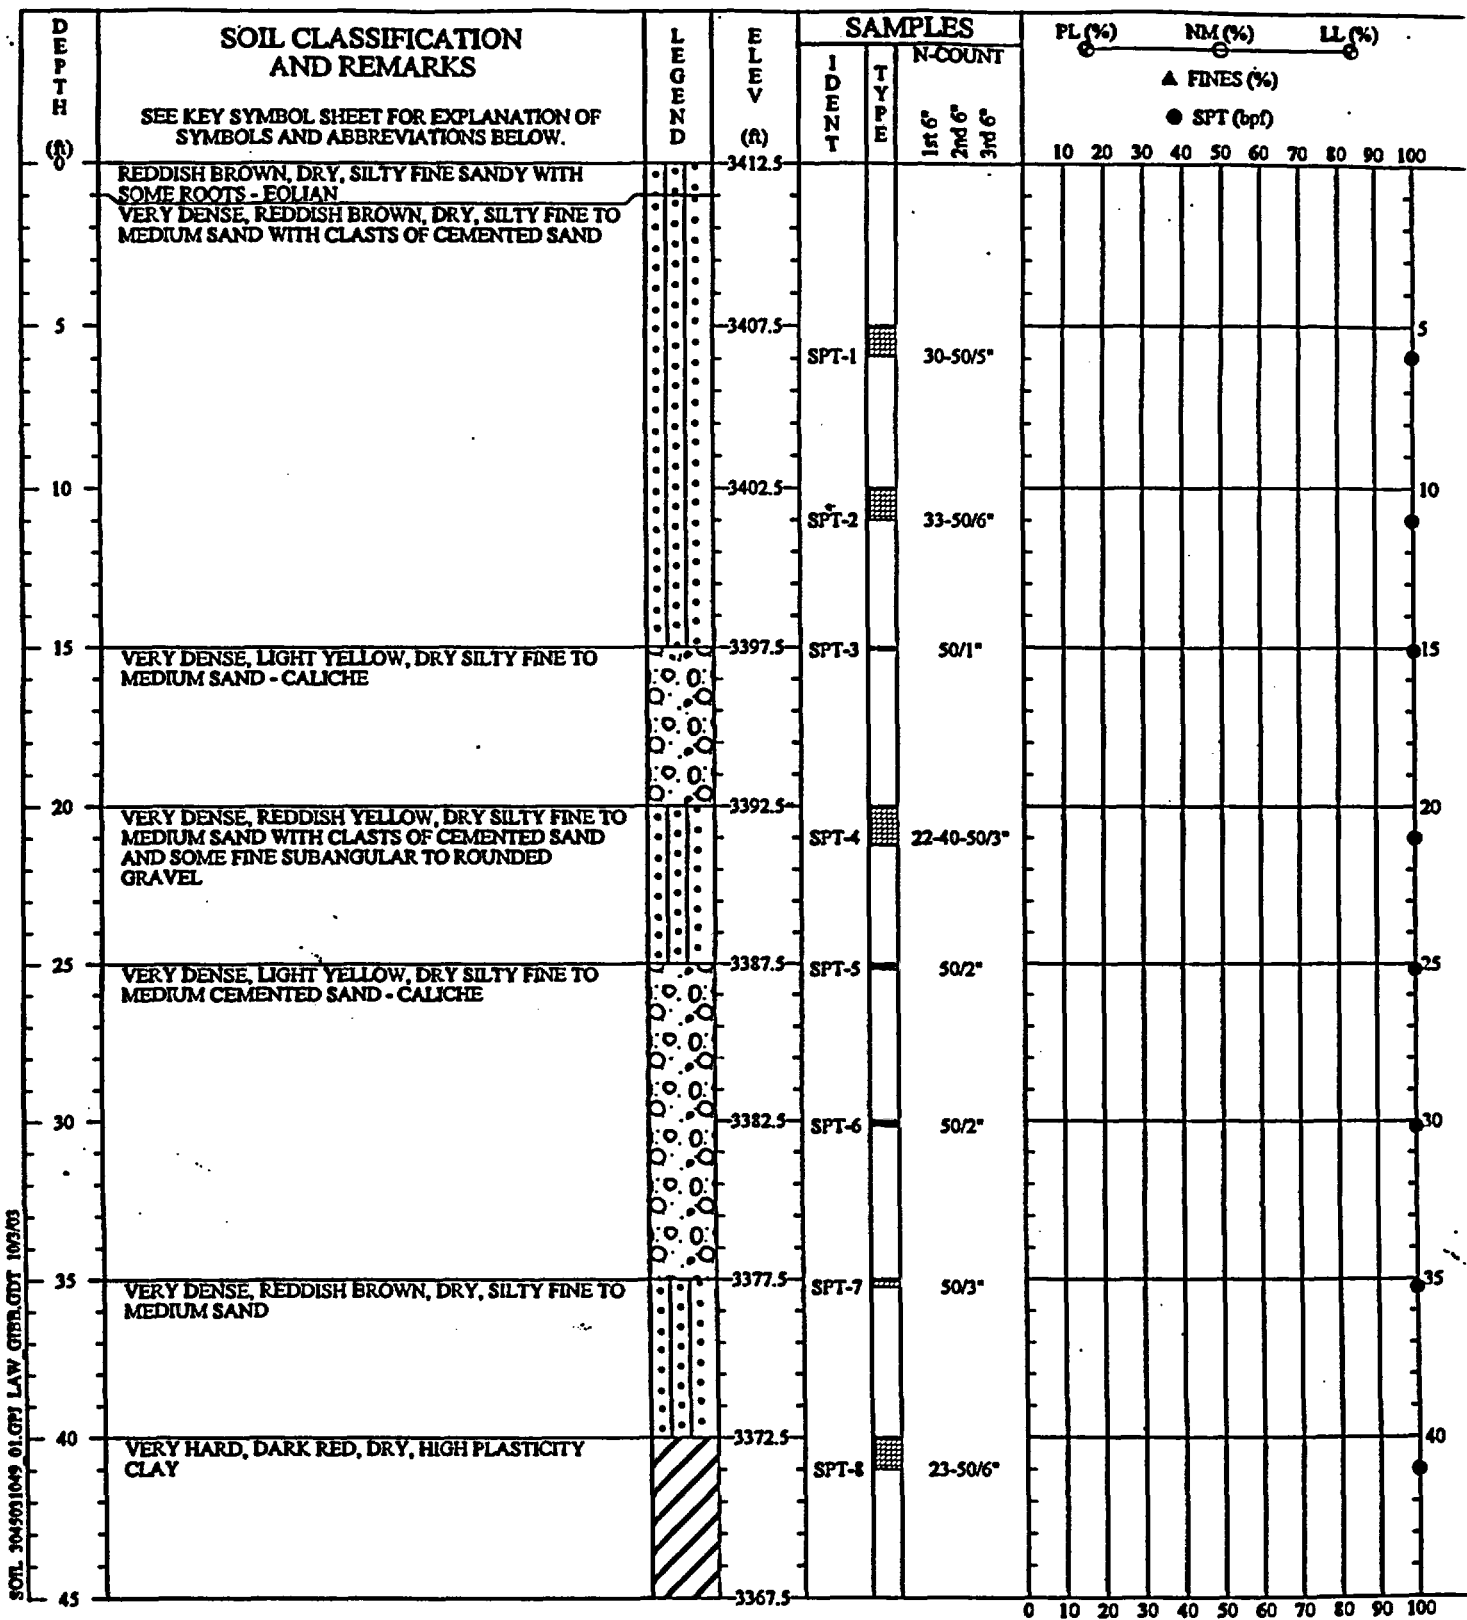 DEPTH (ft)
SOIL CLASSIFICATION
AND REMARKS
SEE KEY SYMBOL SHEET FOR EXPLANATION OF
SYMBOLS AND ABBREVIATIONS BELOW.
LEGEND
ELEV (ft)
SAMPLES
IDENT
TYPE
N-COUNT
1st 6"
2nd 6"
3rd 6"
PL (%) NM (%) LL (%)
▲ FINES (%)
● SPT (bpf)
10 20 30 40 50 60 70 80 90 100
0 3412.5
REDDISH BROWN, DRY, SILTY FINE SANDY WITH
SOME ROOTS - EOLIAN
VERY DENSE, REDDISH BROWN, DRY, SILTY FINE TO
MEDIUM SAND WITH CLASTS OF CEMENTED SAND
5 3407.5 5
SPT-1 30-50/5"
10 3402.5 10
SPT-2 33-50/6"
15 3397.5 SPT-3 50/1" 15
VERY DENSE, LIGHT YELLOW, DRY SILTY FINE TO
MEDIUM SAND - CALICHE
20 3392.5 20
VERY DENSE, REDDISH YELLOW, DRY SILTY FINE TO
MEDIUM SAND WITH CLASTS OF CEMENTED SAND
AND SOME FINE SUBANGULAR TO ROUNDED
GRAVEL
SPT-4 22-40-50/3"
25 3387.5 SPT-5 50/2" 25
VERY DENSE, LIGHT YELLOW, DRY SILTY FINE TO
MEDIUM CEMENTED SAND - CALICHE
30 3382.5 SPT-6 50/2" 30
35 3377.5 SPT-7 50/3" 35
VERY DENSE, REDDISH BROWN, DRY, SILTY FINE TO
MEDIUM SAND
40 3372.5 40
VERY HARD, DARK RED, DRY, HIGH PLASTICITY
CLAY
SPT-8 23-50/6"
45 3367.5
0 10 20 30 40 50 60 70 80 90 100
SOIL 3049031049_01.GPJ LAW_GIBB.GDT 10/3/03